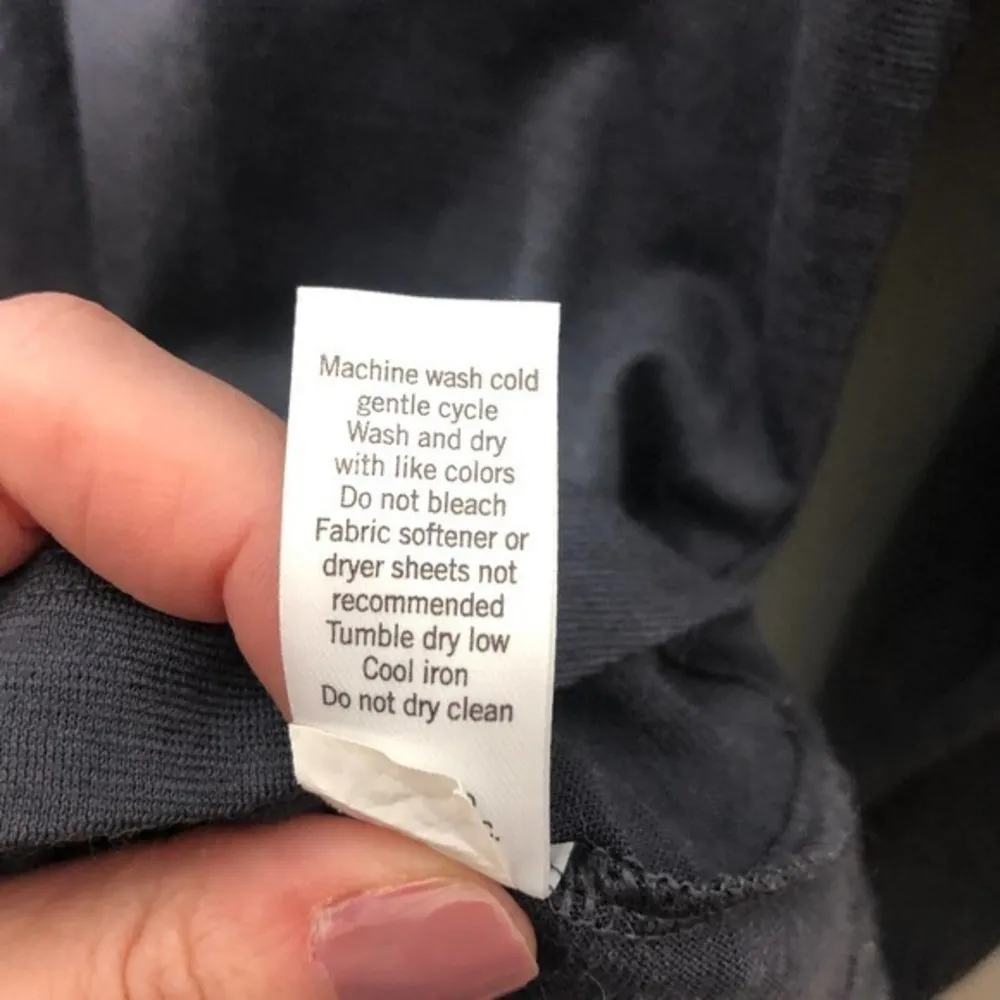 Machine wash cold
gentle cycle
Wash and dry
with like colors
Do not bleach
Fabric softener or
dryer sheets not
recommended
Tumble dry low
Cool iron
Do not dry clean